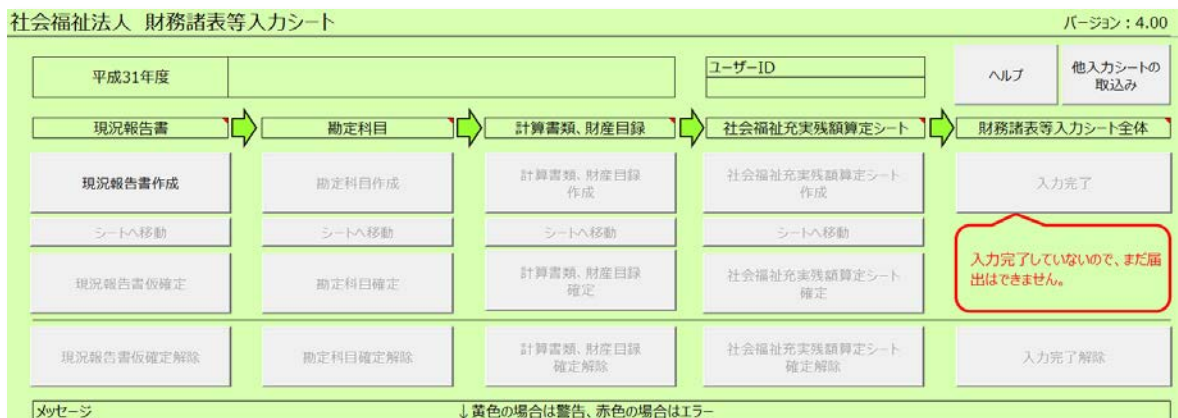 社会福祉法人 財務諸表等入力シート
バージョン：4.00
平成31年度
ユーザーID
ヘルプ
他入力シートの
取込み
現況報告書
勘定科目
計算書類、財産目録
社会福祉充実残額算定シート
財務諸表等入力シート全体
現況報告書作成
勘定科目作成
計算書類、財産目録
作成
社会福祉充実残額算定シート
作成
入力完了
シートへ移動
シートへ移動
シートへ移動
シートへ移動
入力完了していないので、まだ届
出はできません。
現況報告書仮確定
勘定科目確定
計算書類、財産目録
確定
社会福祉充実残額算定シート
確定
現況報告書仮確定解除
勘定科目確定解除
計算書類、財産目録
確定解除
社会福祉充実残額算定シート
確定解除
入力完了解除
メッセージ
↓黄色の場合は警告、赤色の場合はエラー